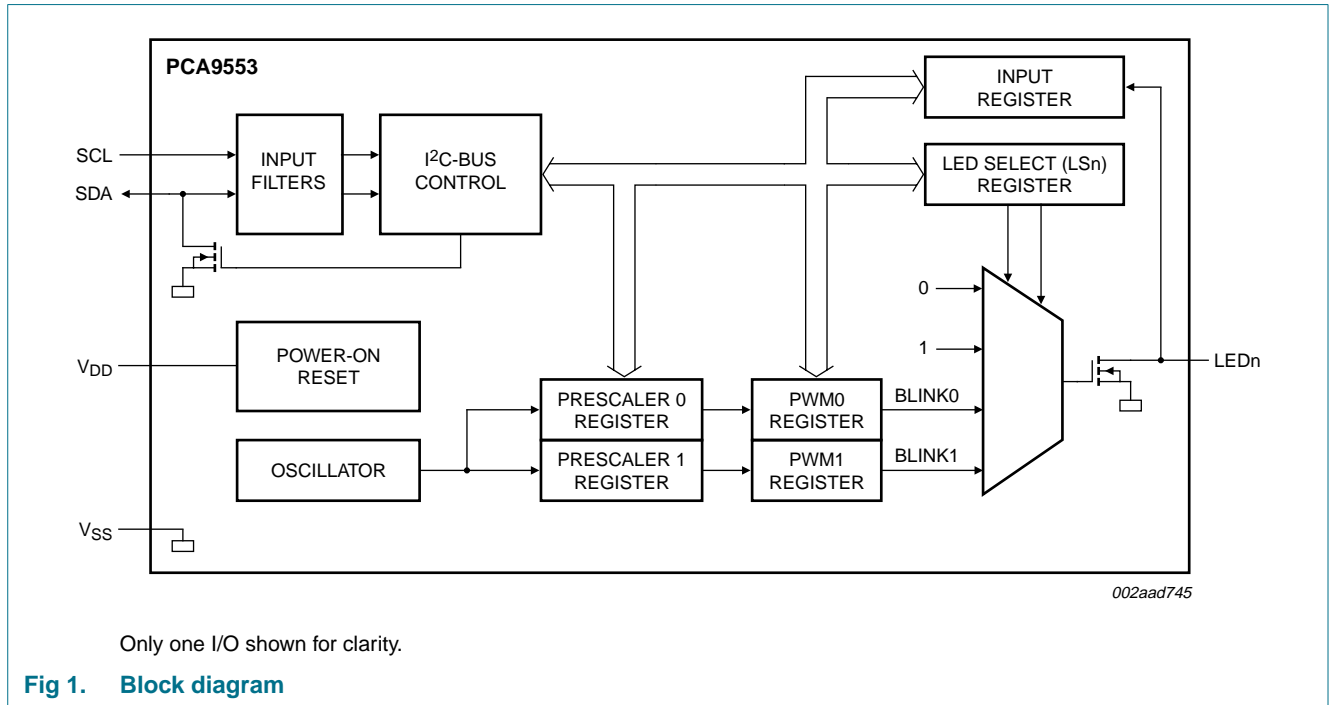 PCA9553
INPUT
REGISTER
SCL
SDA
INPUT
FILTERS
I²C-BUS
CONTROL
LED SELECT (LSn)
REGISTER
0
1
POWER-ON
RESET
VDD
LEDn
PRESCALER 0
REGISTER
PWM0
REGISTER
BLINK0
OSCILLATOR
PRESCALER 1
REGISTER
PWM1
REGISTER
BLINK1
VSS
002aad745
Only one I/O shown for clarity.
Fig 1. Block diagram